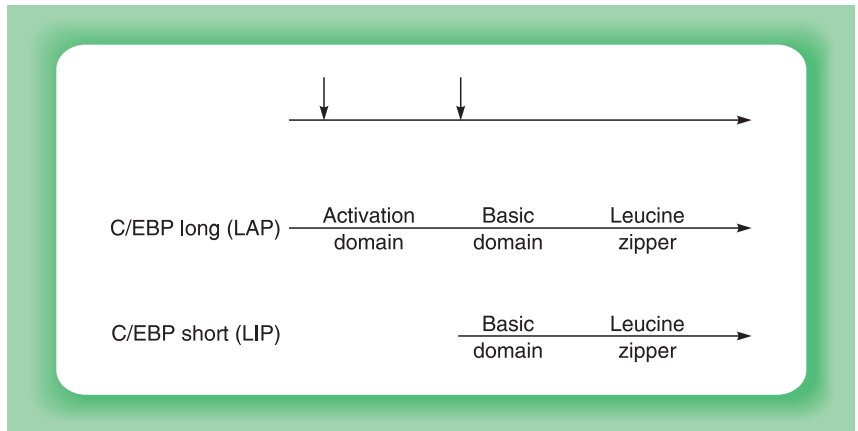 Activation Basic Leucine
C/EBP long (LAP)
domain domain zipper
Basic Leucine
C/EBP short (LIP)
domain zipper